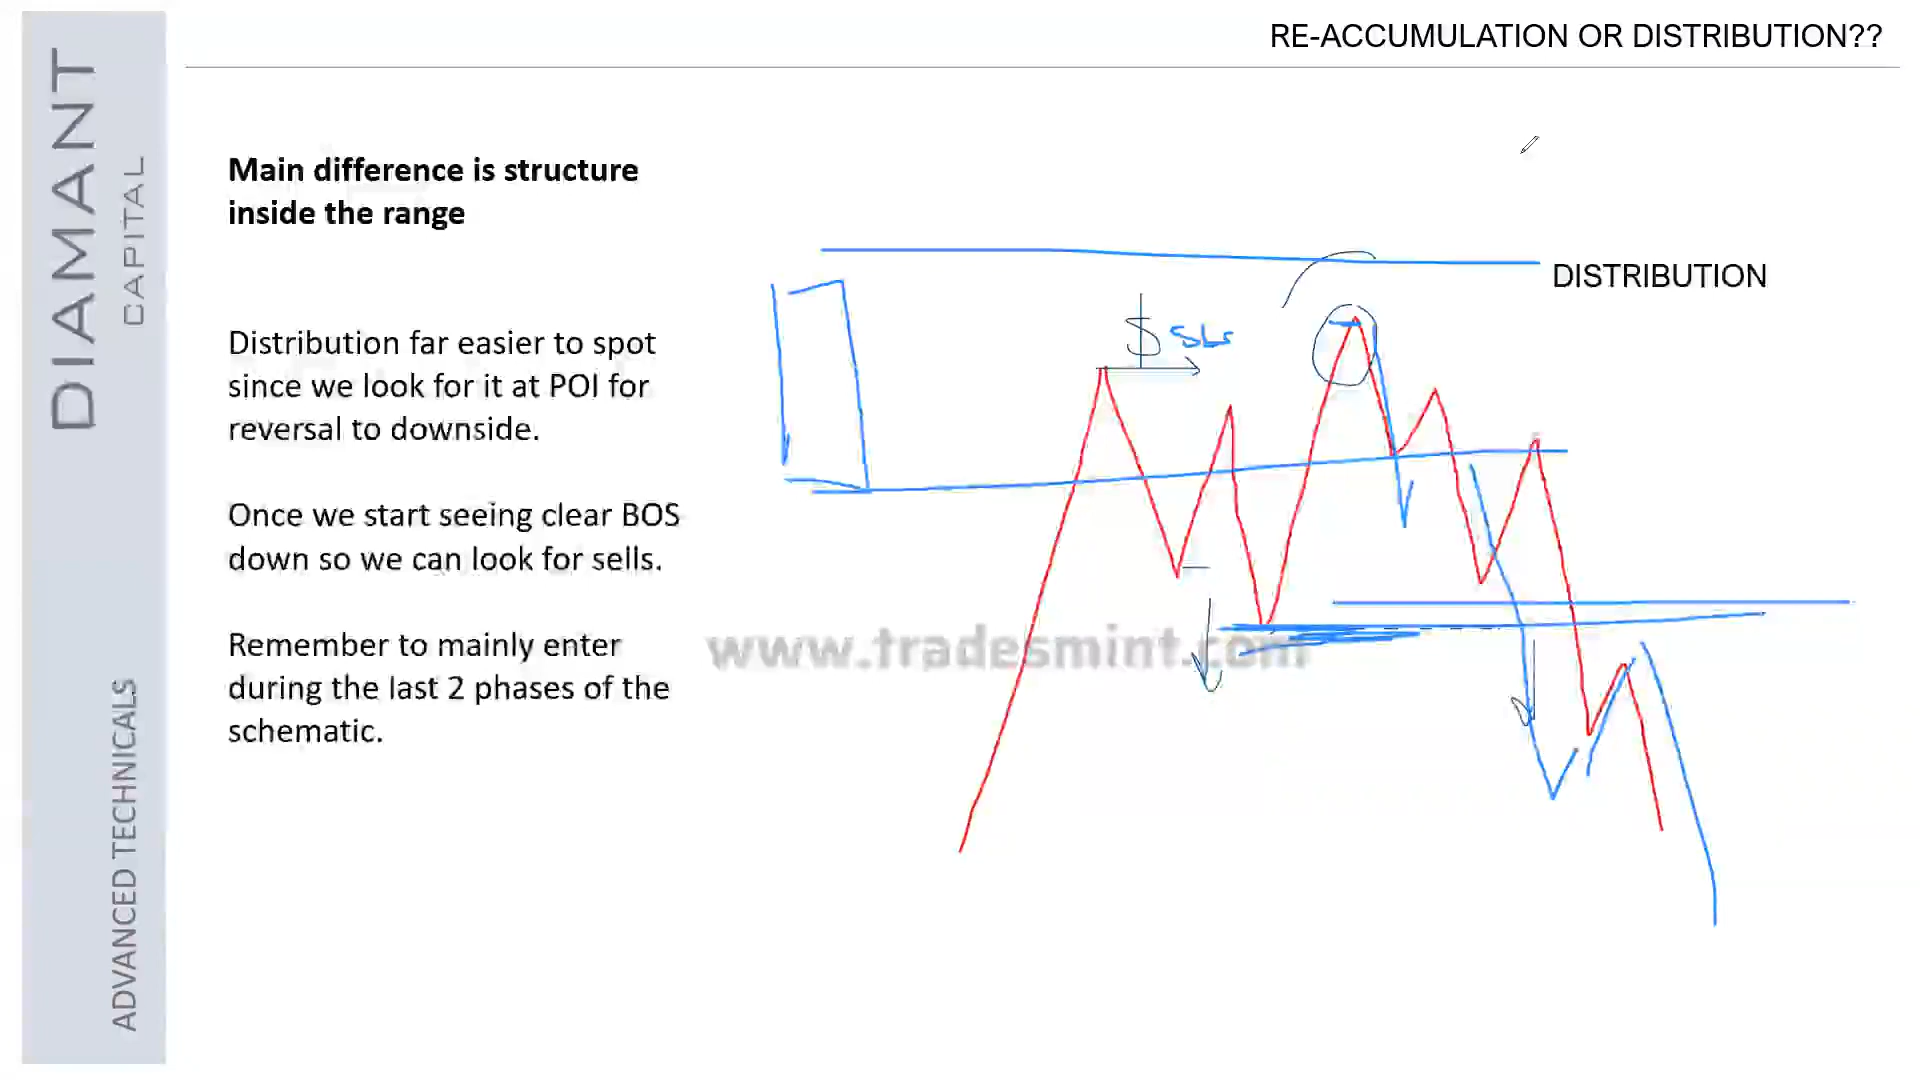 RE-ACCUMULATION OR DISTRIBUTION??
DIAMANT
CAPITAL
ADVANCED TECHNICALS
Main difference is structure
inside the range
Distribution far easier to spot
since we look for it at POI for
reversal to downside.
Once we start seeing clear BOS
down so we can look for sells.
Remember to mainly enter
during the last 2 phases of the
schematic.
DISTRIBUTION
$
www.tradesmint.com